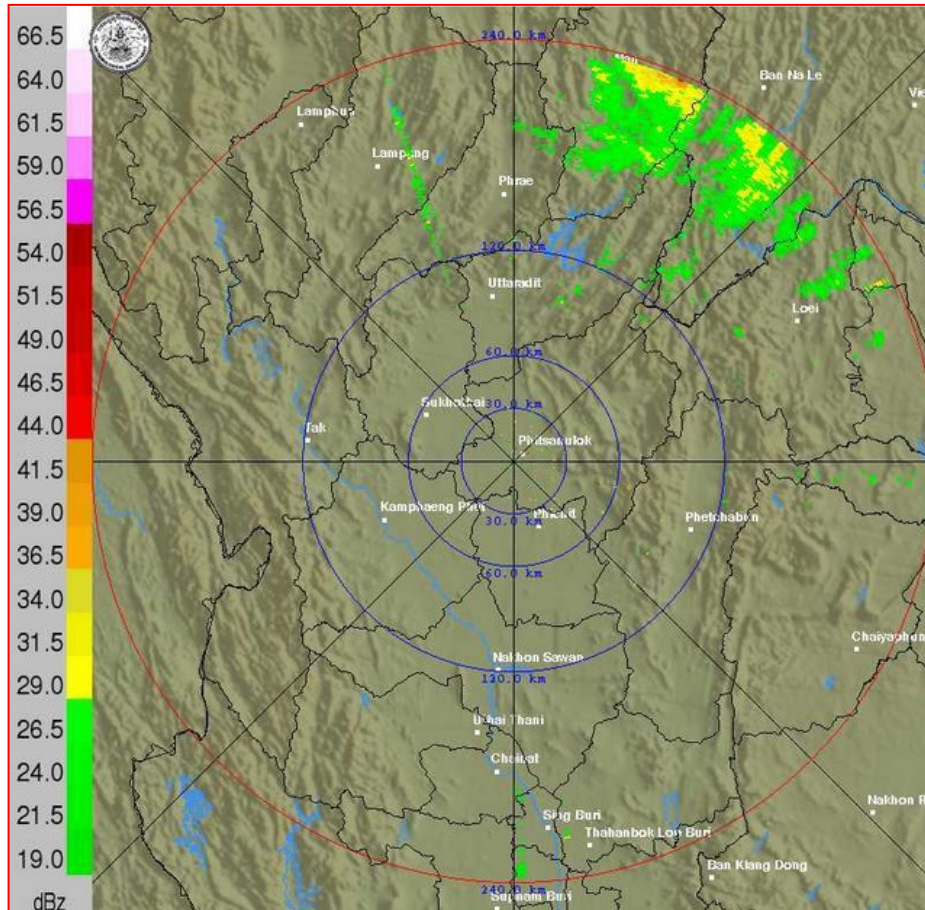 66.5
64.0
61.5
59.0
56.5
54.0
51.5
49.0
46.5
44.0
41.5
39.0
36.5
34.0
31.5
29.0
26.5
24.0
21.5
19.0
dBz
240.0 km
Nan
Ban Na Le
Lamphun
Lampang
Phrae
120.0 km
Uttaradit
Loei
60.0 km
Sukhothai
30.0 km
Tak
Phitsanulok
Kamphaeng Phet
30.0 km
Phichit
Phetchabun
60.0 km
Chaiyaphum
Nakhon Sawan
120.0 km
Uthai Thani
Chainat
Sing Buri
Nakhon R
Thahanbok Lop Buri
Ban Klang Dong
240.0 km
Suphan Buri